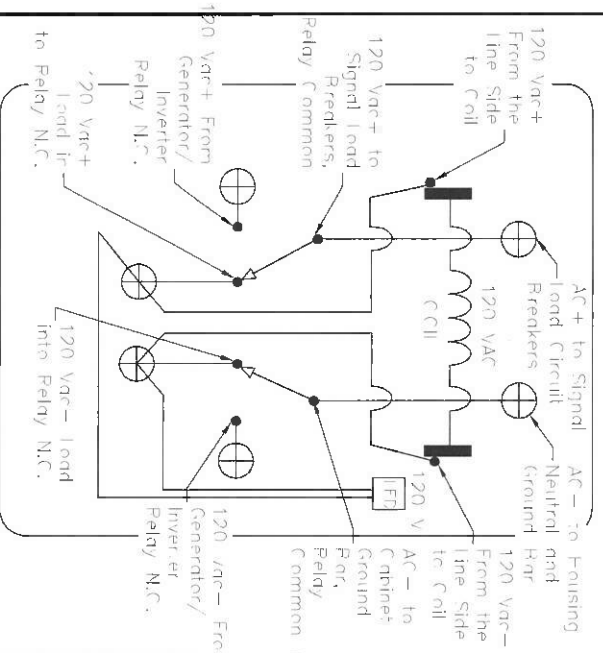 120 Vac+
From the
Line Side
to Coil
120 Vac+ to
Signal Load
Breakers,
Relay Common
120 Vac+ From
Generator/
Inverter
Relay N.C.
120 Vac+
Load in
to Relay N.C.
AC+ to Signal
Load Circuit
Breakers
AC- to Housing
Neutral and
Ground Bar
120 VAC
Coil
120 Vac-
From the
Line Side
to Coil
120 V
LED
AC- to
Cabinet
Ground
Bar,
Relay
Common
120 Vac- Fro
Generator/
Inverter
Relay N.C.
120 Vac- Load
into Relay N.C.